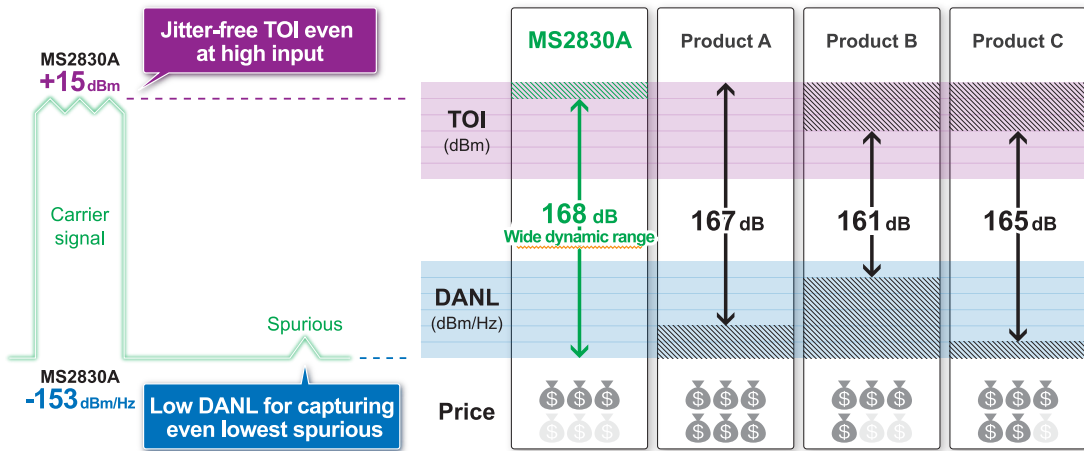 Jitter-free TOI even
at high input
MS2830A
+15 dBm
Carrier
signal
Spurious
MS2830A
-153 dBm/Hz
Low DANL for capturing
even lowest spurious
MS2830A
Product A
Product B
Product C
TOI
(dBm)
168 dB
Wide dynamic range
167 dB
161 dB
165 dB
DANL
(dBm/Hz)
Price
$ $ $ $ $ $ $ $ $ $ $ $
$ $ $ $ $ $ $ $ $ $ $ $